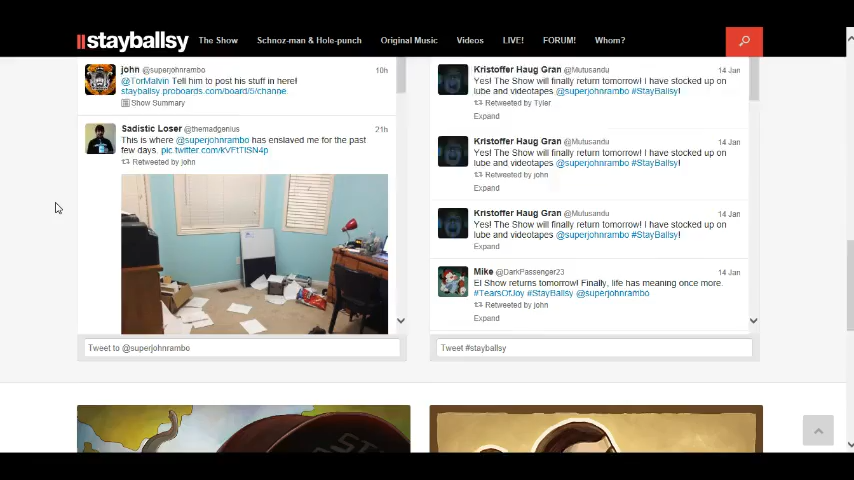 stayballsy
The Show
Schnoz-man & Hole-punch
Original Music
Videos
LIVE!
FORUM!
Whom?
john @superjohnrambo 10h
@TorMalvin Tell him to post his stuff in here!
stayballsy.proboards.com/board/5/channe.
Show Summary
Sadistic Loser @themadgenius 21h
This is where @superjohnrambo has enslaved me for the past
few days. pic.twitter.com/kVFtTlSN4p
Retweeted by john
Tweet to @superjohnrambo
Kristoffer Haug Gran @Mutusandu 14 Jan
Yes! The Show will finally return tomorrow! I have stocked up on
lube and videotapes @superjohnrambo #StayBallsy!
Retweeted by Tyler
Expand
Kristoffer Haug Gran @Mutusandu 14 Jan
Yes! The Show will finally return tomorrow! I have stocked up on
lube and videotapes @superjohnrambo #StayBallsy!
Retweeted by john
Expand
Kristoffer Haug Gran @Mutusandu 14 Jan
Yes! The Show will finally return tomorrow! I have stocked up on
lube and videotapes @superjohnrambo #StayBallsy!
Expand
Mike @DarkPassenger23 14 Jan
El Show returns tomorrow! Finally, life has meaning once more.
#TearsOfJoy #StayBallsy @superjohnrambo
Retweeted by john
Expand
Tweet #stayballsy